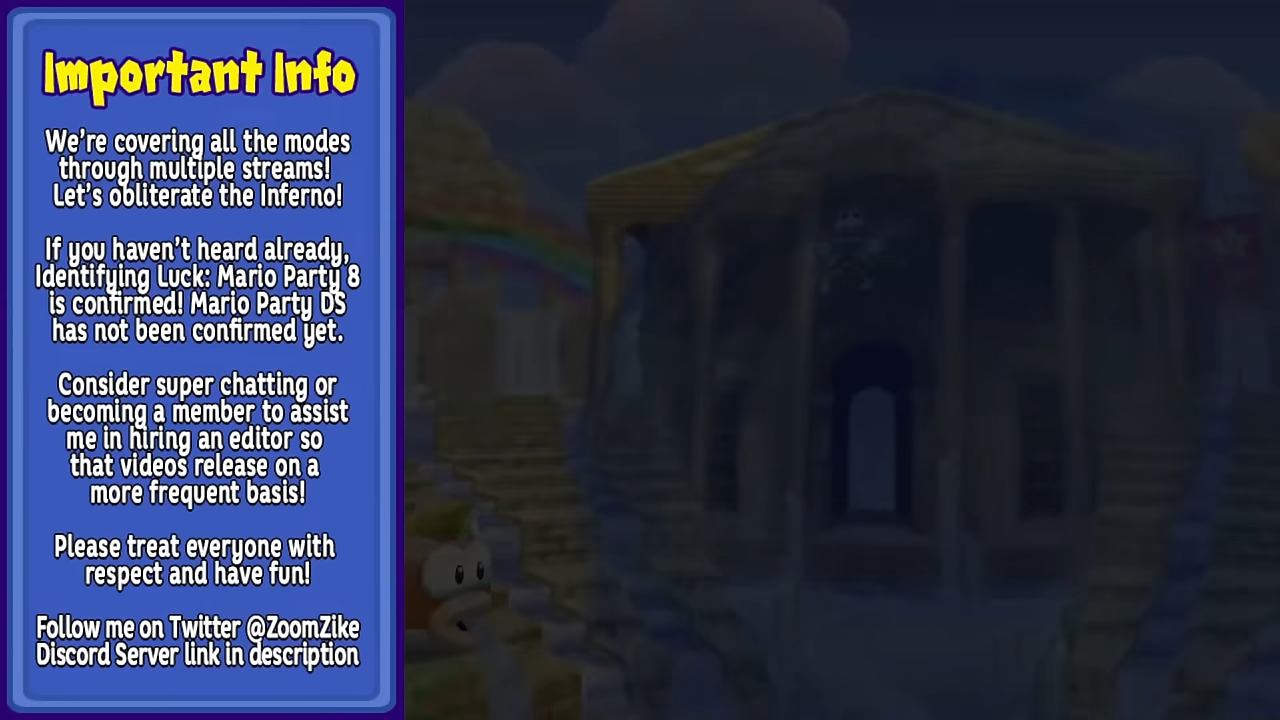 Important Info
We're covering all the modes
through multiple streams!
Let's obliterate the Inferno!
If you haven't heard already,
Identifying Luck: Mario Party 8
is confirmed! Mario Party DS
has not been confirmed yet.
Consider super chatting or
becoming a member to assist
me in hiring an editor so
that videos release on a
more frequent basis!
Please treat everyone with
respect and have fun!
Follow me on Twitter @ZoomZike
Discord Server link in description